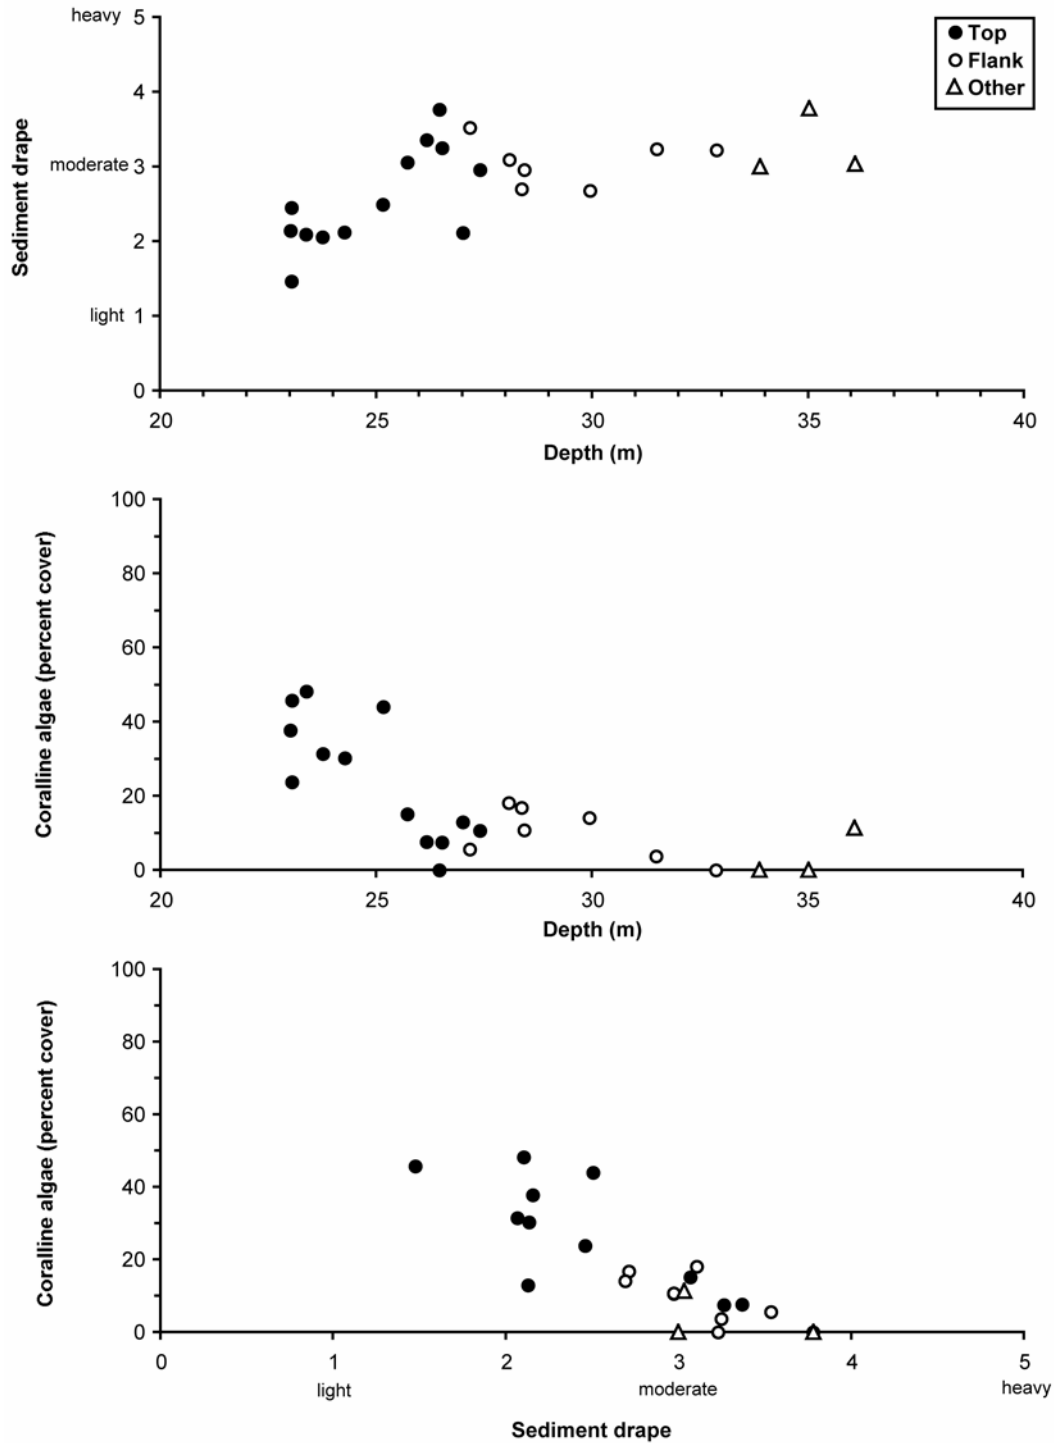 heavy 5
Top
Flank
Other
4
moderate 3
2
light 1
0
Sediment drape
20 25 30 35 40
Depth (m)
100
80
60
40
20
0
Coralline algae (percent cover)
20 25 30 35 40
Depth (m)
100
80
60
40
20
0
Coralline algae (percent cover)
0 1 2 3 4 5
light moderate heavy
Sediment drape